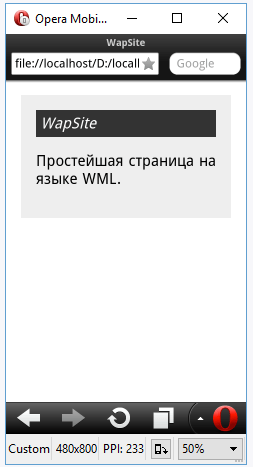 Opera Mobi...
WapSite
file://localhost/D:/locall
Google
WapSite
Простейшая страница на
языке WML.
Custom 480x800 PPI: 233 50%